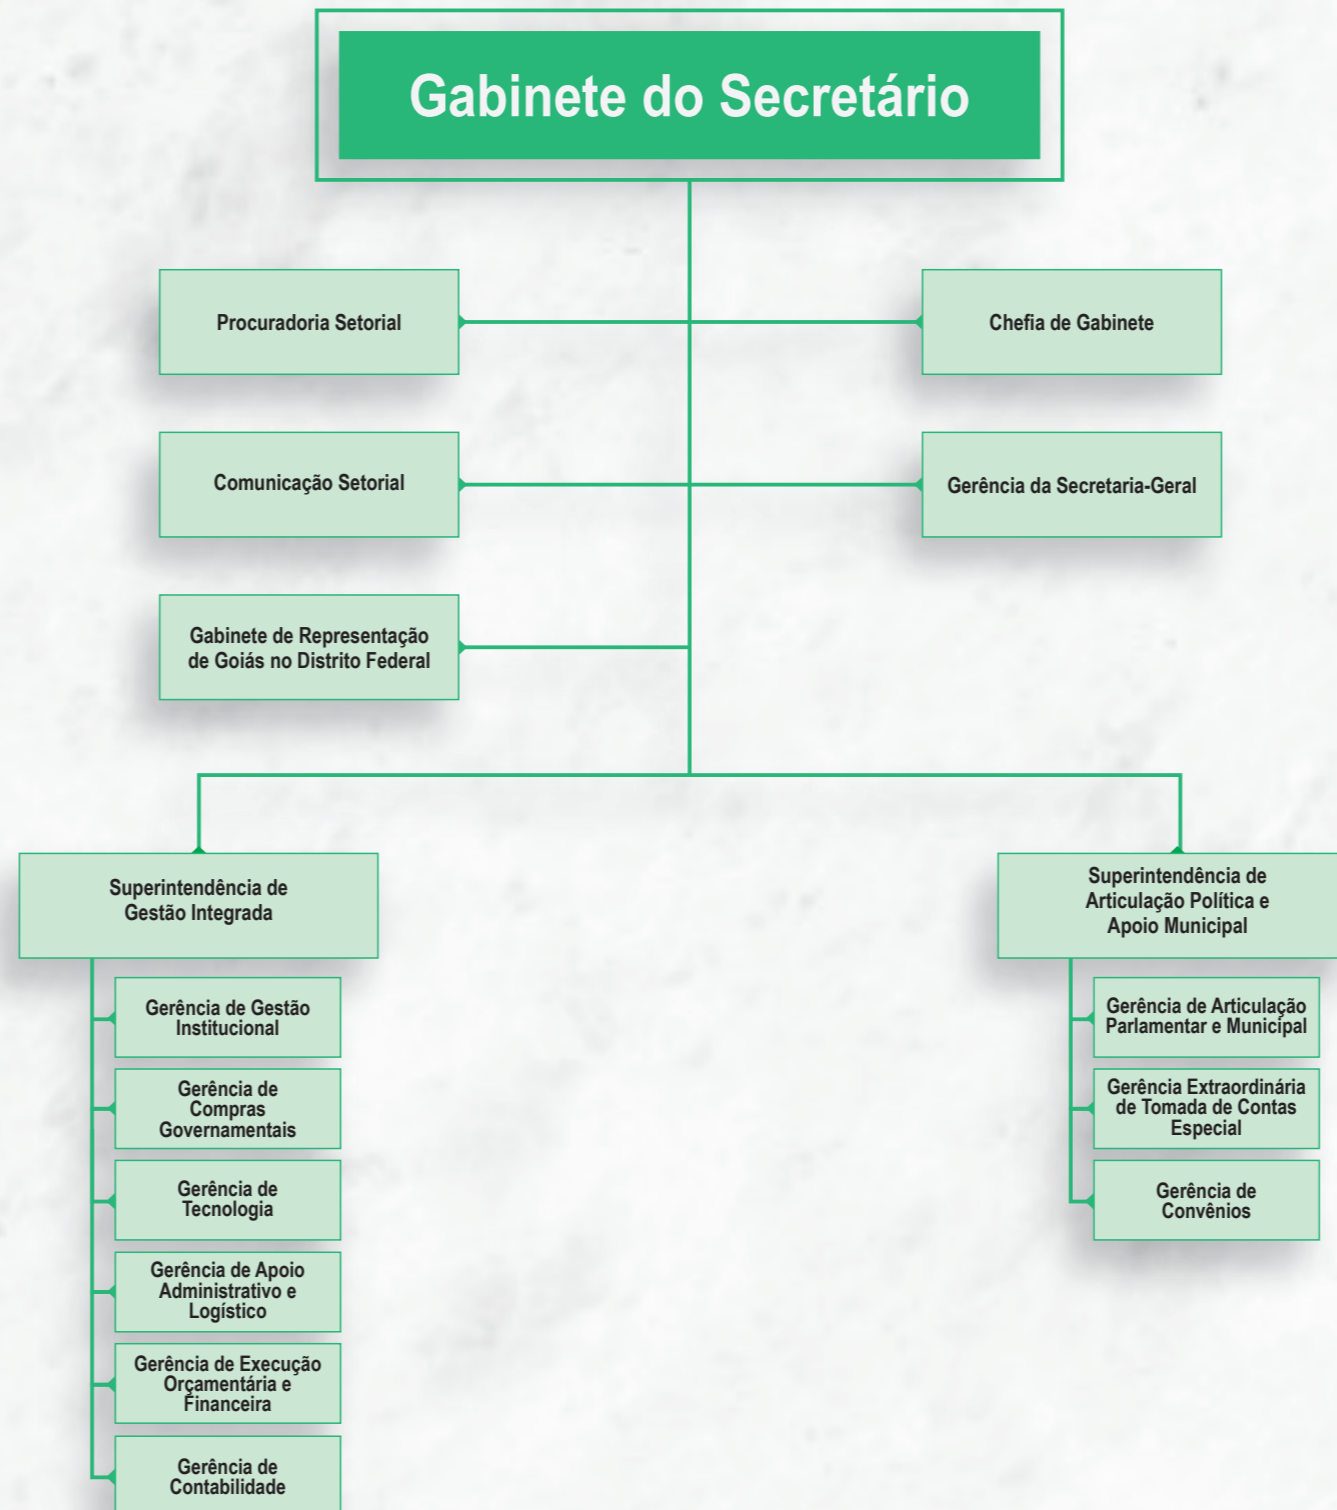 Gabinete do Secretário
Procuradoria Setorial
Chefia de Gabinete
Comunicação Setorial
Gerência da Secretaria-Geral
Gabinete de Representação
de Goiás no Distrito Federal
Superintendência de
Gestão Integrada
Gerência de Gestão
Institucional
Gerência de
Compras
Governamentais
Gerência de
Tecnologia
Gerência de Apoio
Administrativo e
Logístico
Gerência de Execução
Orçamentária e
Financeira
Gerência de
Contabilidade
Superintendência de
Articulação Política e
Apoio Municipal
Gerência de Articulação
Parlamentar e Municipal
Gerência Extraordinária
de Tomada de Contas
Especial
Gerência de
Convênios